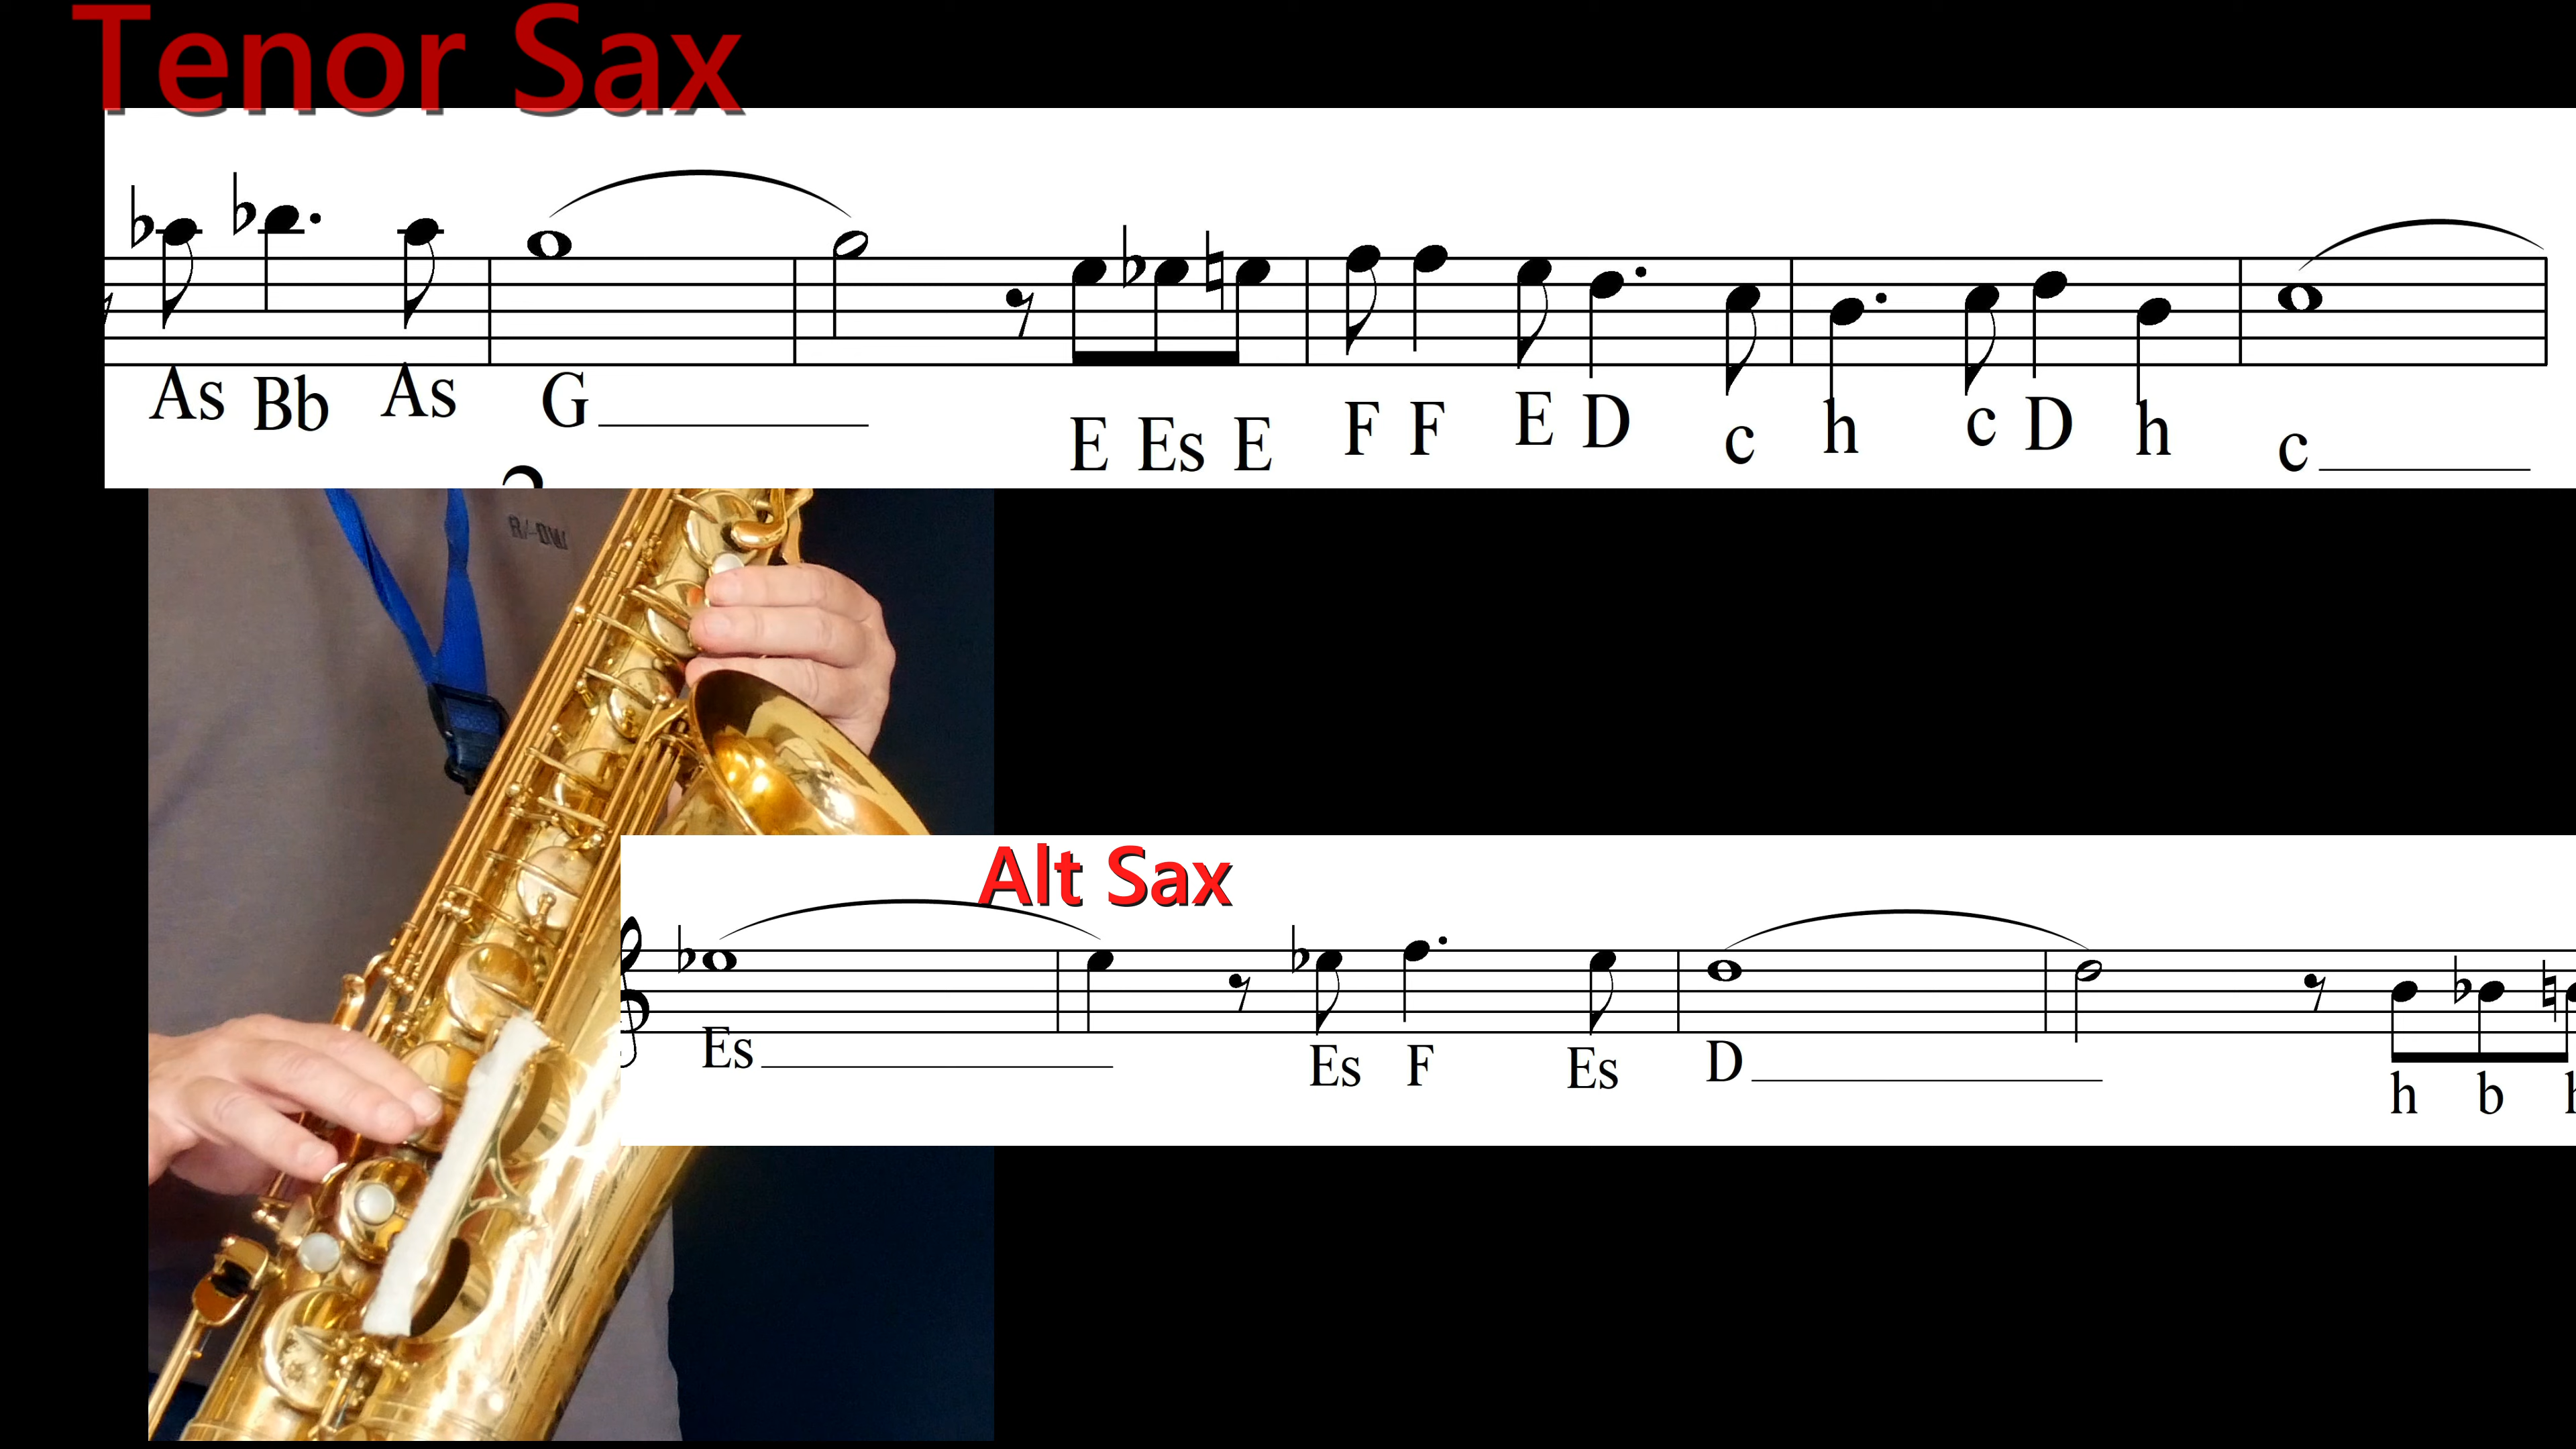 Tenor Sax
As Bb As G E Es E F F E D c h c D h c
Alt Sax
Es Es F Es D h b